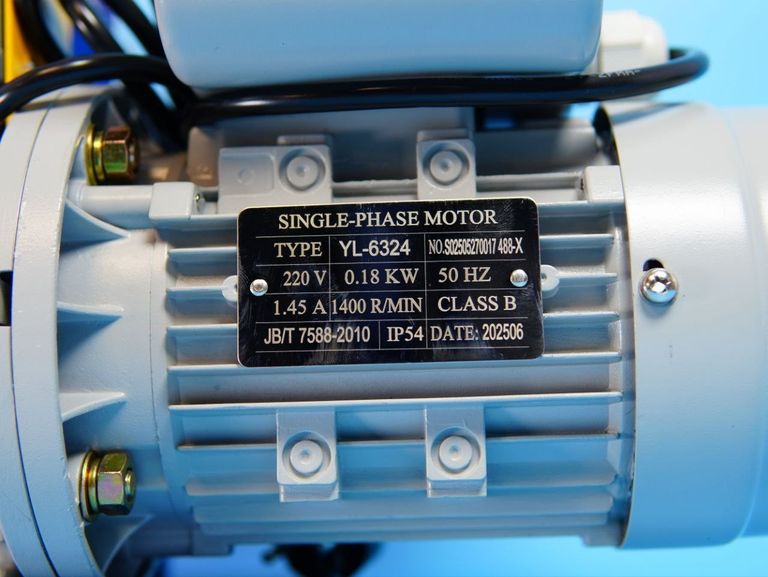 SINGLE-PHASE MOTOR
TYPE YL-6324 NO.S02505270017 488-X
220 V 0.18 KW 50 HZ
1.45 A 1400 R/MIN CLASS B
JB/T 7588-2010 IP54 DATE: 202506